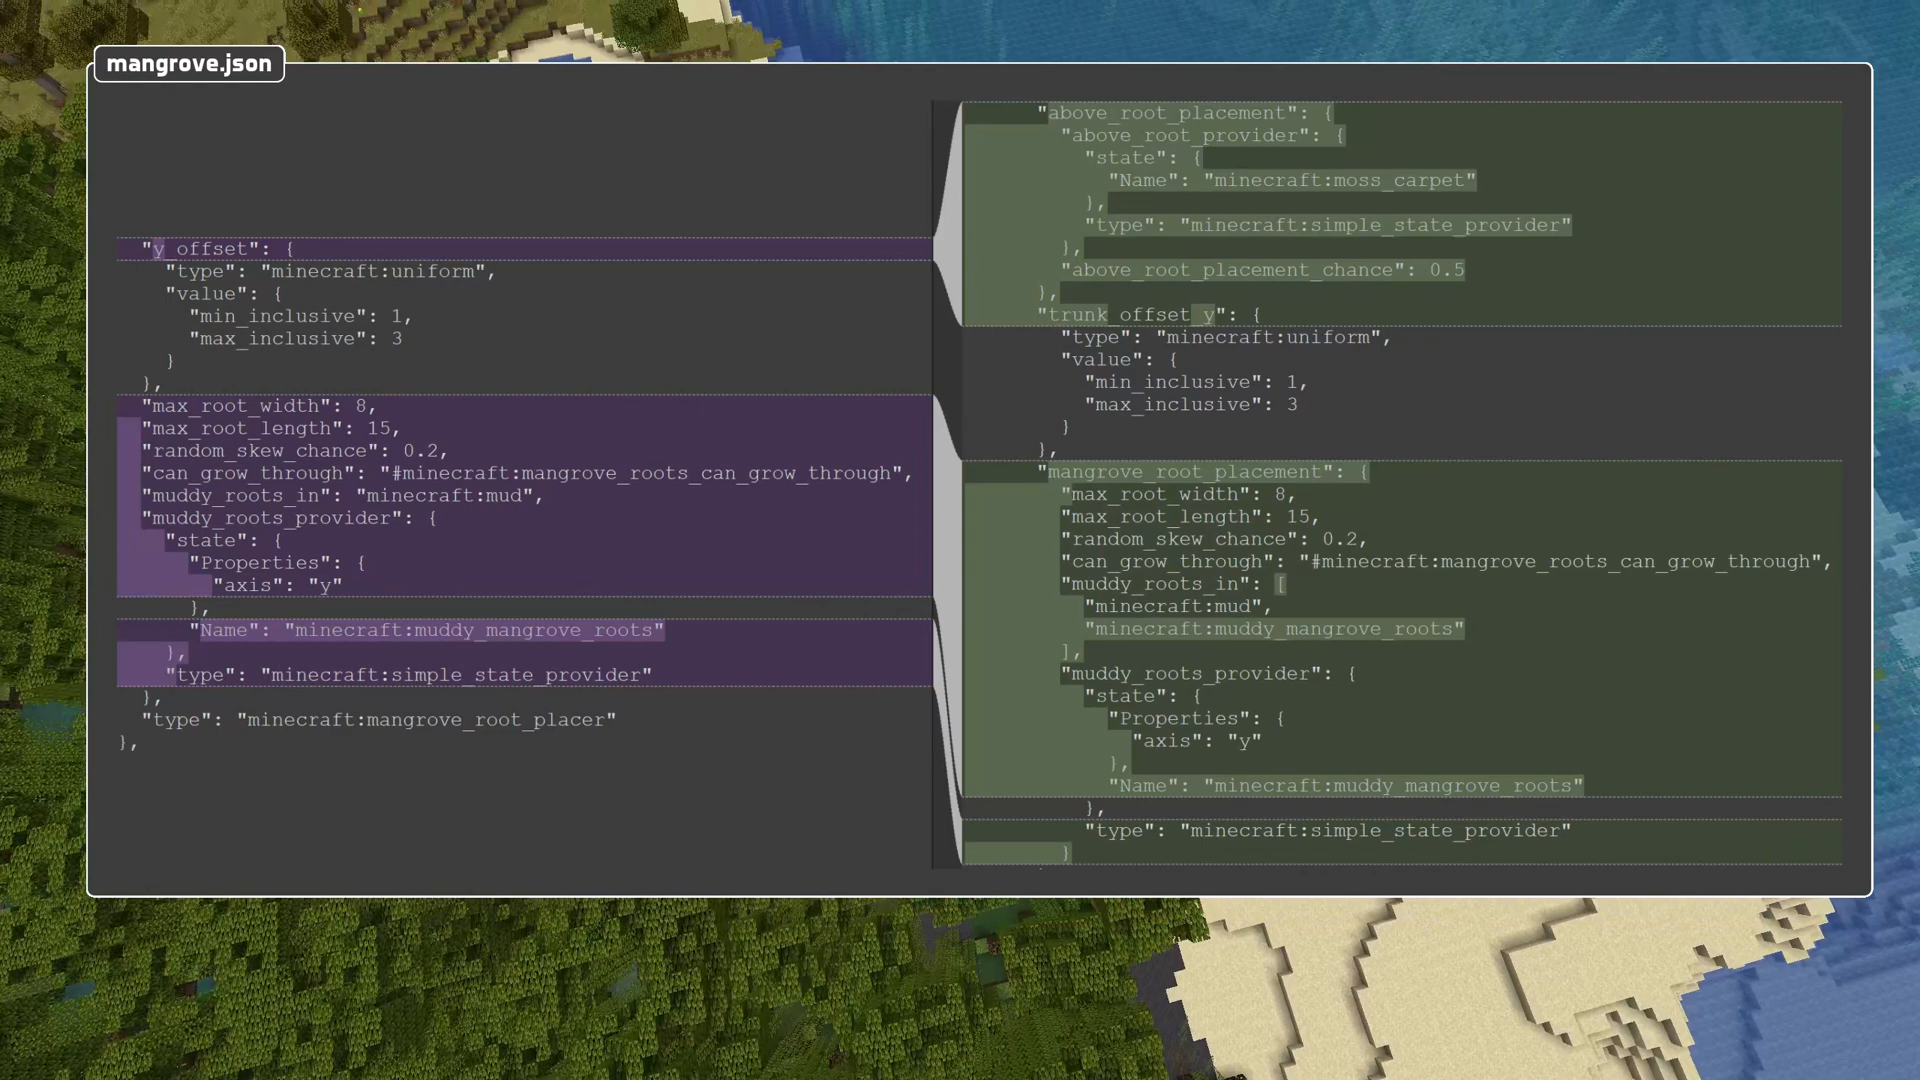 mangrove.json
"y_offset": {
"type": "minecraft:uniform",
"value": {
"min_inclusive": 1,
"max_inclusive": 3
}
},
"max_root_width": 8,
"max_root_length": 15,
"random_skew_chance": 0.2,
"can_grow_through": "#minecraft:mangrove_roots_can_grow_through",
"muddy_roots_in": "minecraft:mud",
"muddy_roots_provider": {
"state": {
"Properties": {
"axis": "y"
},
"Name": "minecraft:muddy_mangrove_roots"
},
"type": "minecraft:simple_state_provider"
},
"type": "minecraft:mangrove_root_placer"
},
"above_root_placement": {
"above_root_provider": {
"state": {
"Name": "minecraft:moss_carpet"
},
"type": "minecraft:simple_state_provider"
},
"above_root_placement_chance": 0.5
},
"trunk_offset_y": {
"type": "minecraft:uniform",
"value": {
"min_inclusive": 1,
"max_inclusive": 3
}
},
"mangrove_root_placement": {
"max_root_width": 8,
"max_root_length": 15,
"random_skew_chance": 0.2,
"can_grow_through": "#minecraft:mangrove_roots_can_grow_through",
"muddy_roots_in": [
"minecraft:mud",
"minecraft:muddy_mangrove_roots"
],
"muddy_roots_provider": {
"state": {
"Properties": {
"axis": "y"
},
"Name": "minecraft:muddy_mangrove_roots"
},
"type": "minecraft:simple_state_provider"
}